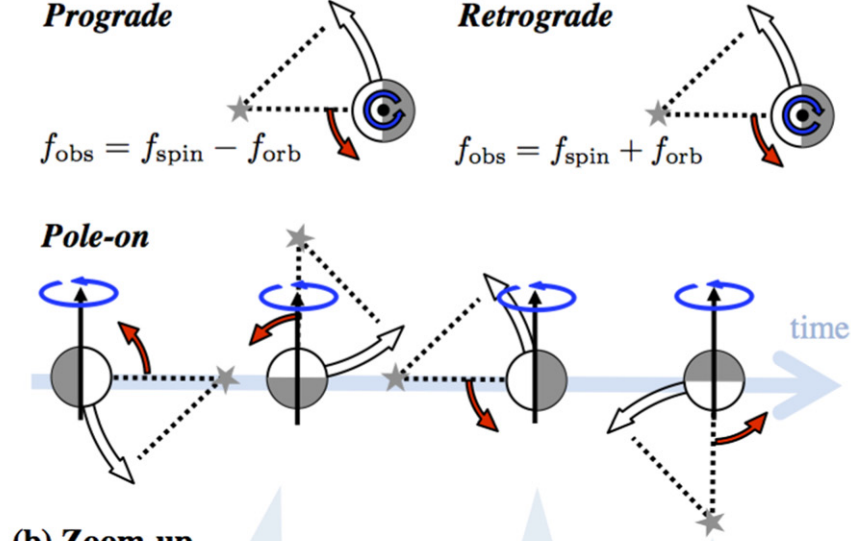 Prograde
Retrograde
f_obs = f_spin − f_orb
f_obs = f_spin + f_orb
Pole-on
time
(b) Zoom-up